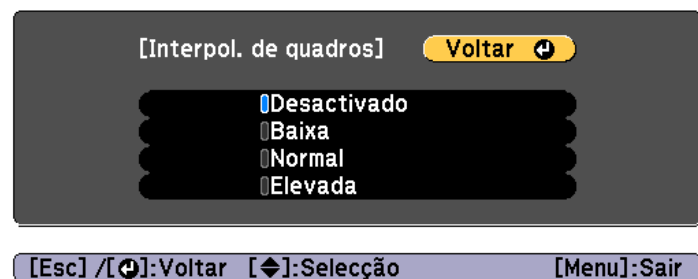 [Interpol. de quadros] Voltar
Desactivado
Baixa
Normal
Elevada
[Esc] /[⏎]:Voltar [◆]:Selecção [Menu]:Sair